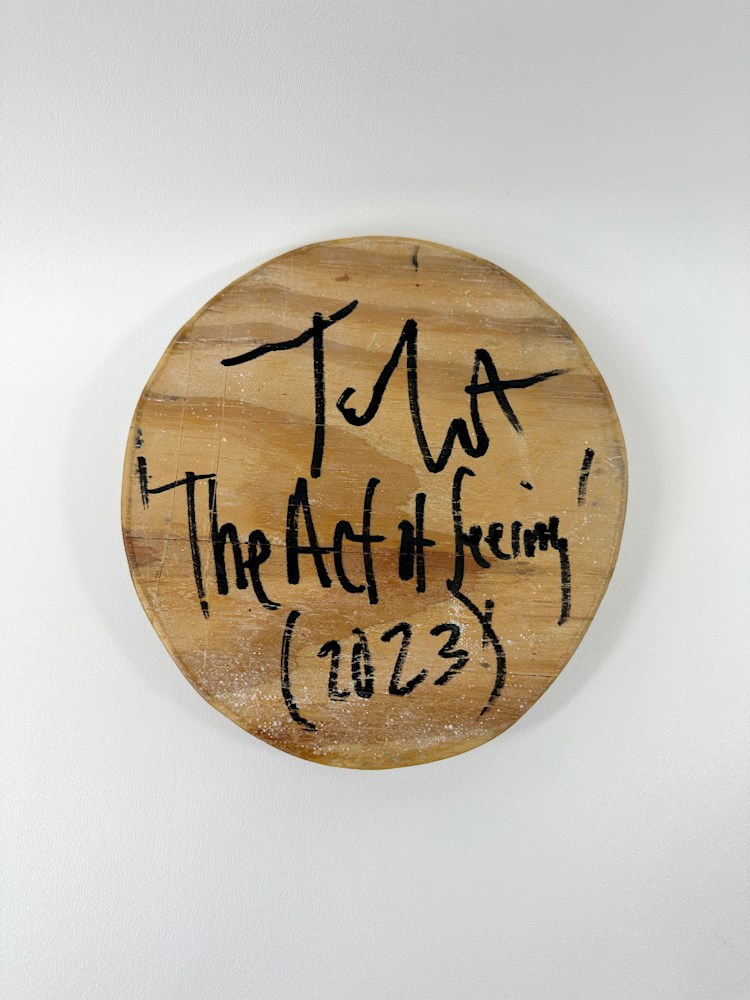 'The Act of Seeing'
(2023)